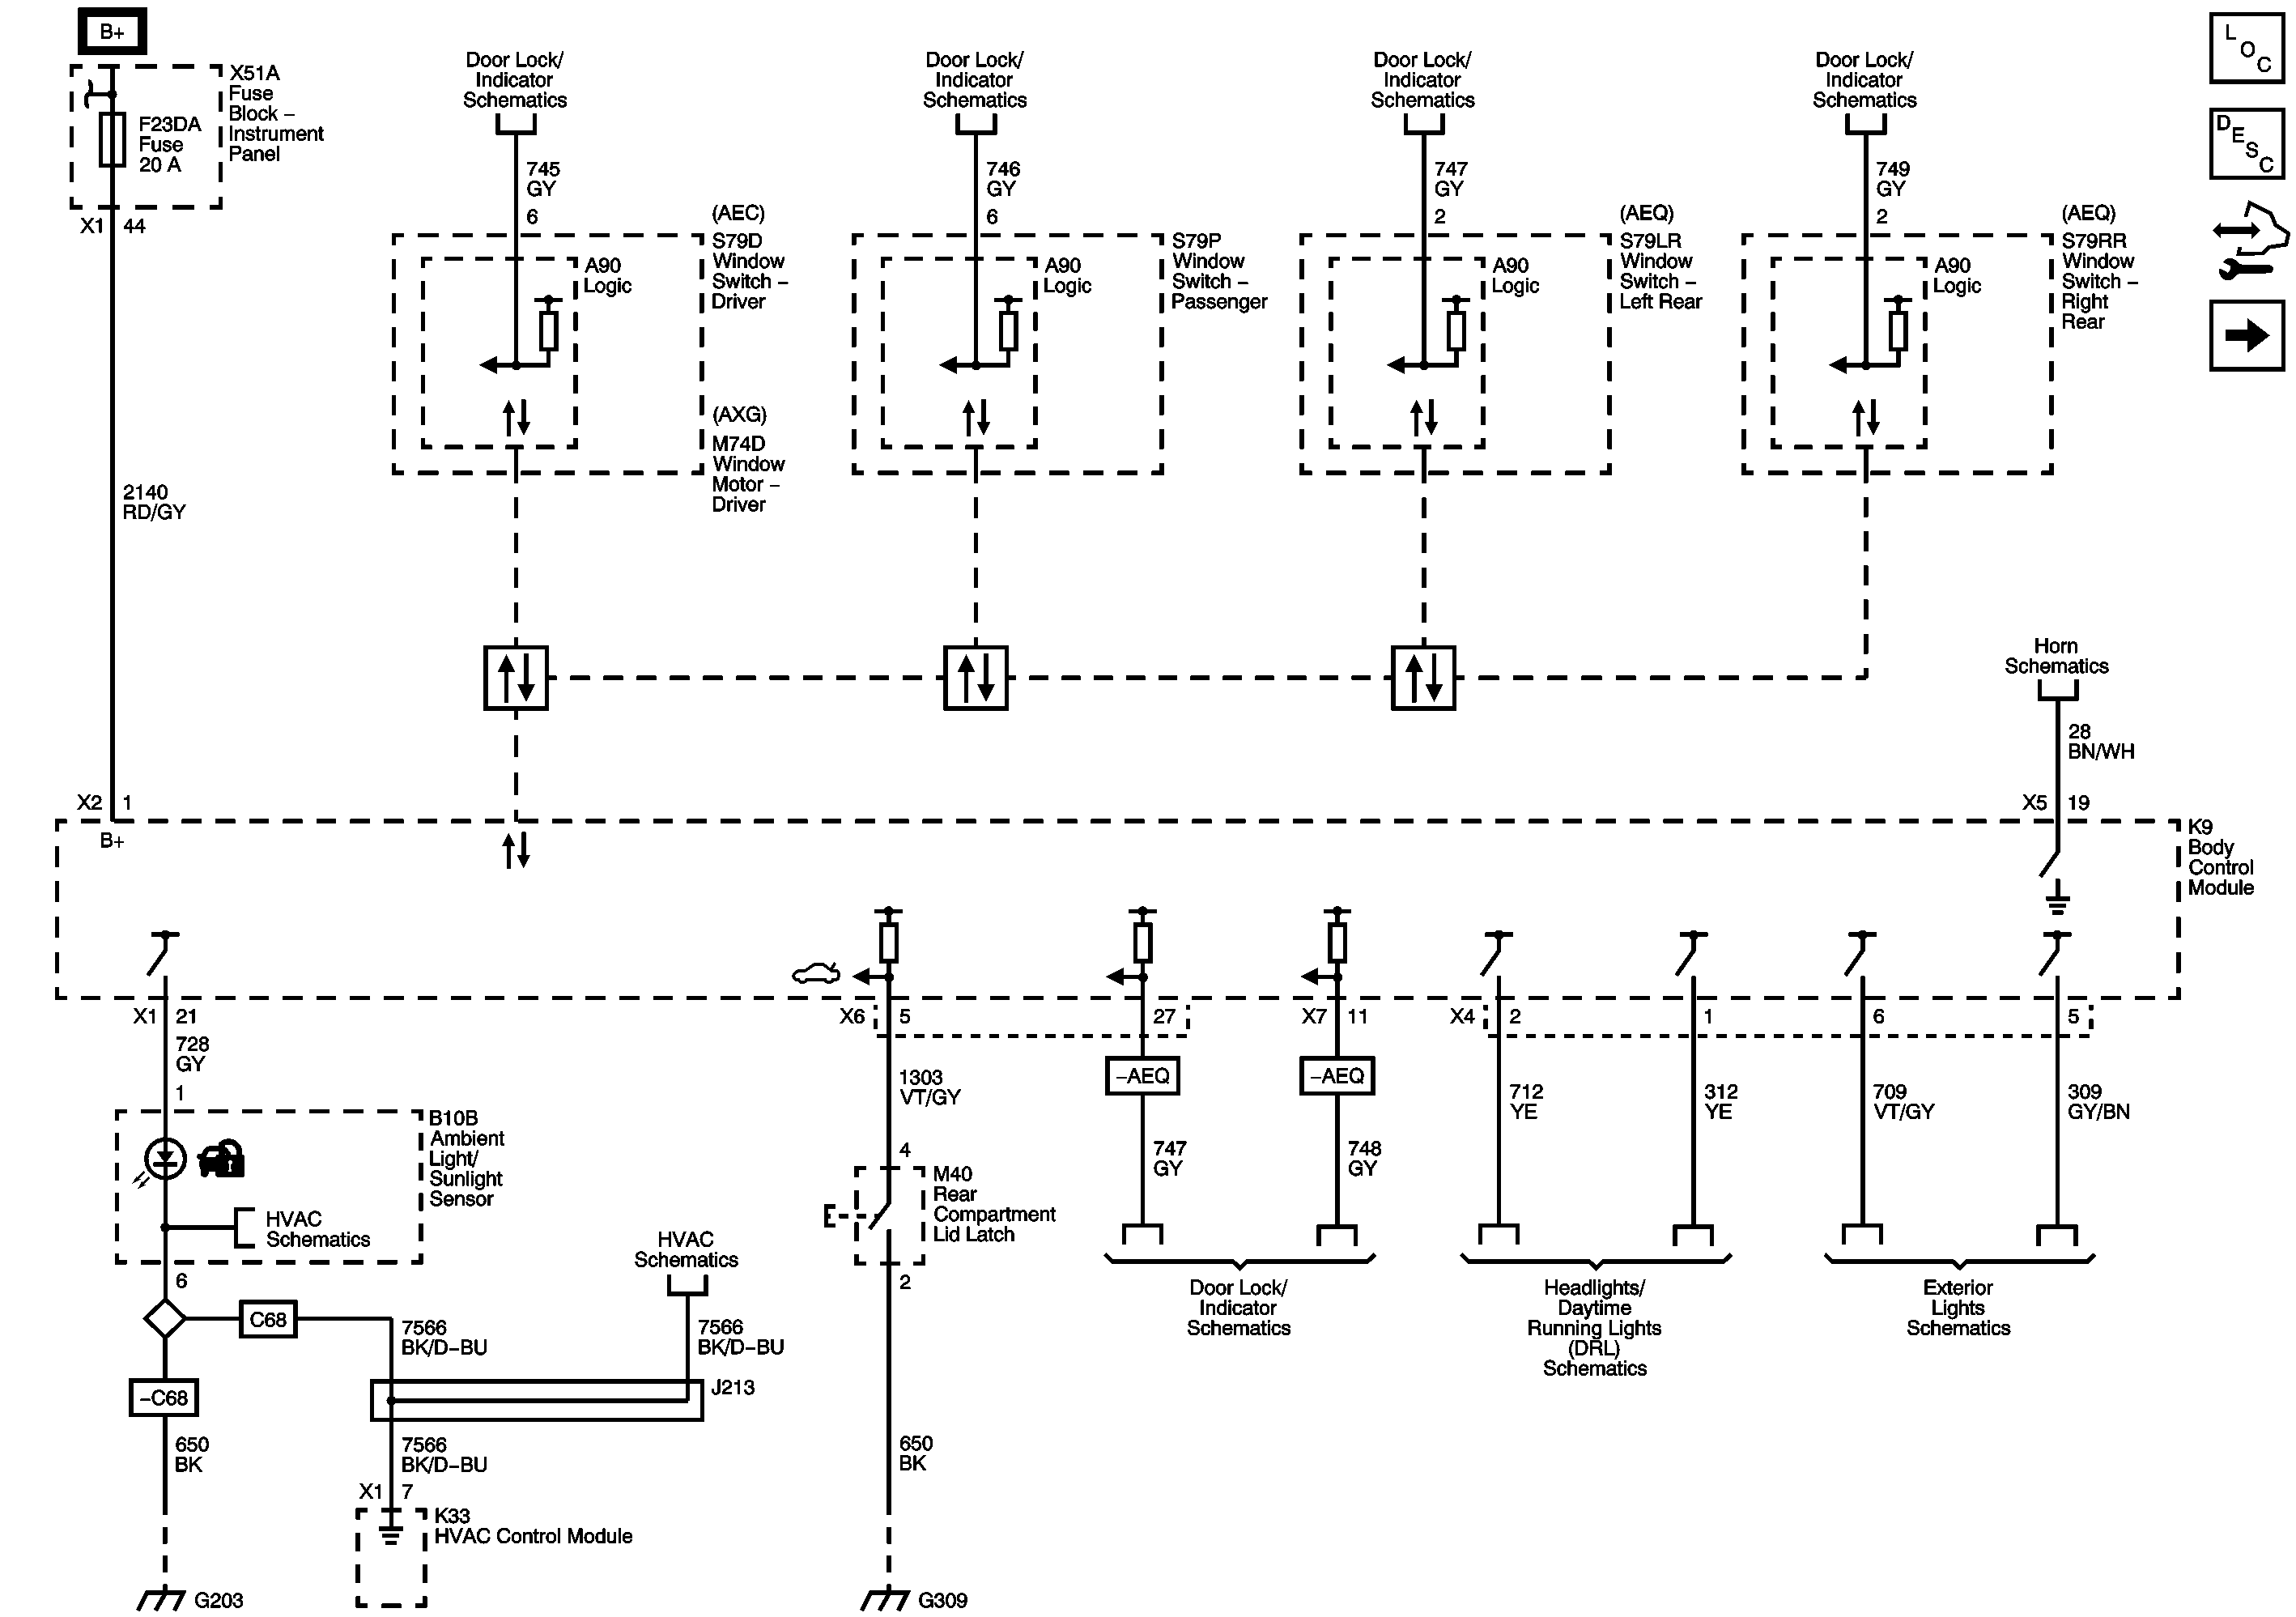 B+
X51A
Fuse
Block –
Instrument
Panel
F23DA
Fuse
20 A
X1 44
2140
RD/GY
X2 1
Door Lock/
Indicator
Schematics
745
GY
6
(AEC)
S79D
Window
Switch –
Driver
A90
Logic
(AXG)
M74D
Window
Motor –
Driver
Door Lock/
Indicator
Schematics
746
GY
6
S79P
Window
Switch –
Passenger
A90
Logic
Door Lock/
Indicator
Schematics
747
GY
2
(AEQ)
S79LR
Window
Switch –
Left Rear
A90
Logic
Door Lock/
Indicator
Schematics
749
GY
2
(AEQ)
S79RR
Window
Switch –
Right
Rear
A90
Logic
L
O
C
D
E
S
C
Horn
Schematics
28
BN/WH
X5 19
B+
K9
Body
Control
Module
X1 21
728
GY
1
B10B
Ambient
Light/
Sunlight
Sensor
HVAC
Schematics
6
C68
–C68
650
BK
G203
7566
BK/D–BU
HVAC
Schematics
7566
BK/D–BU
J213
7566
BK/D–BU
X1 7
K33
HVAC Control Module
X6 5
1303
VT/GY
4
M40
Rear
Compartment
Lid Latch
2
650
BK
G309
27
–AEQ
747
GY
X7 11
–AEQ
748
GY
Door Lock/
Indicator
Schematics
X4 2
712
YE
1
312
YE
Headlights/
Daytime
Running Lights
(DRL)
Schematics
6
709
VT/GY
5
309
GY/BN
Exterior
Lights
Schematics